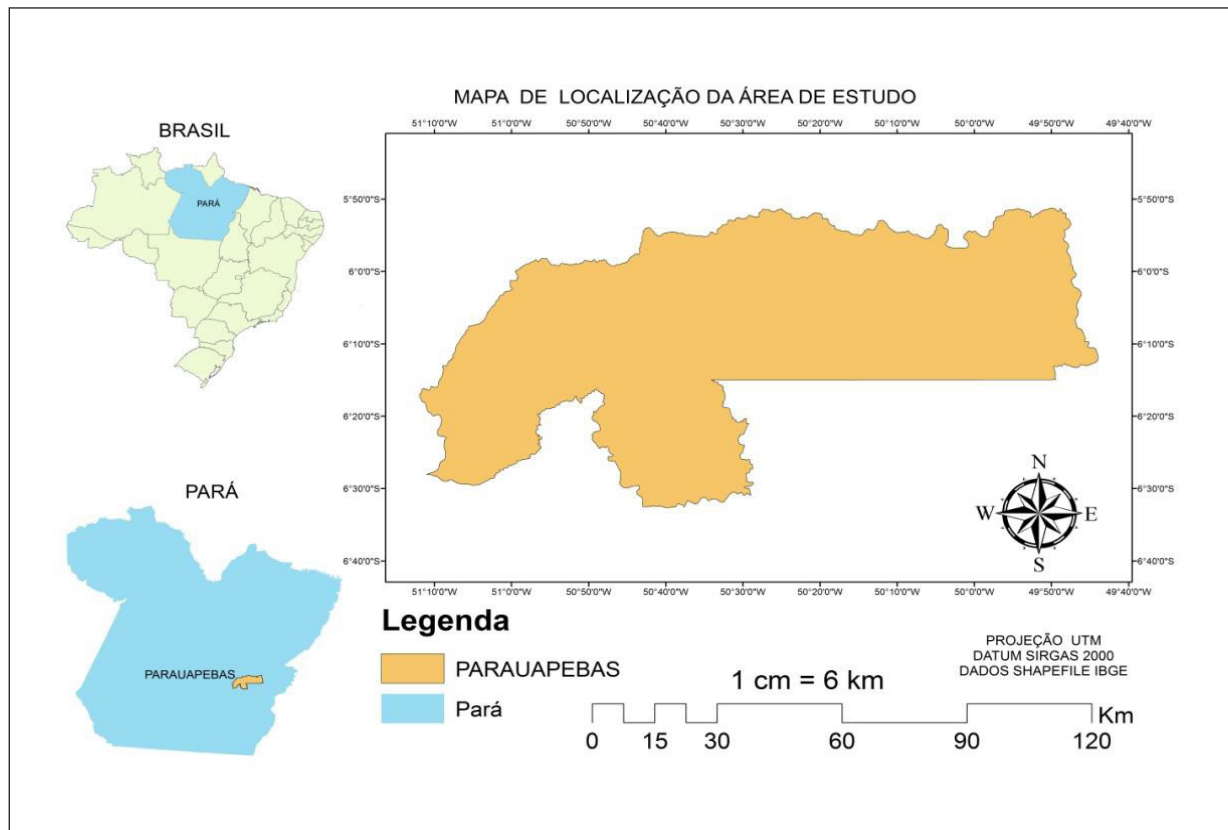 MAPA DE LOCALIZAÇÃO DA ÁREA DE ESTUDO
BRASIL
PARÁ
PARÁ
PARAUAPEBAS
51°10'0"W 51°0'0"W 50°50'0"W 50°40'0"W 50°30'0"W 50°20'0"W 50°10'0"W 50°0'0"W 49°50'0"W 49°40'0"W
5°50'0"S 5°50'0"S
6°0'0"S 6°0'0"S
6°10'0"S 6°10'0"S
6°20'0"S 6°20'0"S
6°30'0"S 6°30'0"S
6°40'0"S 6°40'0"S
51°10'0"W 51°0'0"W 50°50'0"W 50°40'0"W 50°30'0"W 50°20'0"W 50°10'0"W 50°0'0"W 49°50'0"W 49°40'0"W
N
W E
S
Legenda
PARAUAPEBAS
Pará
1 cm = 6 km
Km
0 15 30 60 90 120
PROJEÇÃO UTM
DATUM SIRGAS 2000
DADOS SHAPEFILE IBGE